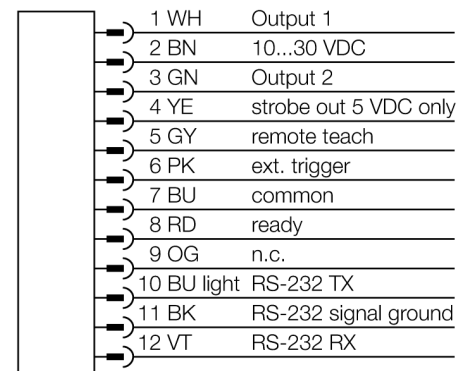 1 WH Output 1
2 BN 10...30 VDC
3 GN Output 2
4 YE strobe out 5 VDC only
5 GY remote teach
6 PK ext. trigger
7 BU common
8 RD ready
9 OG n.c.
10 BU light RS-232 TX
11 BK RS-232 signal ground
12 VT RS-232 RX